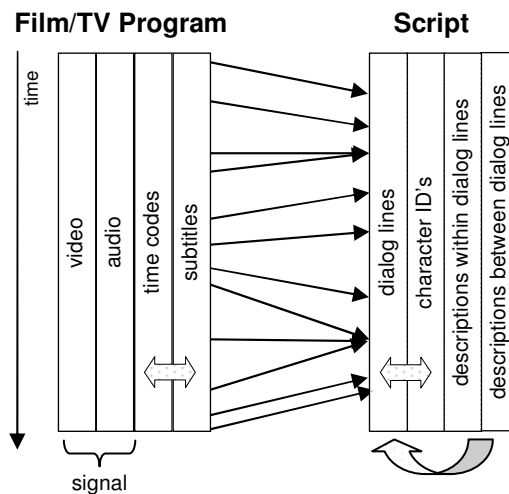 Film/TV Program
Script
time
video
audio
time codes
subtitles
dialog lines
character ID's
descriptions within dialog lines
descriptions between dialog lines
signal